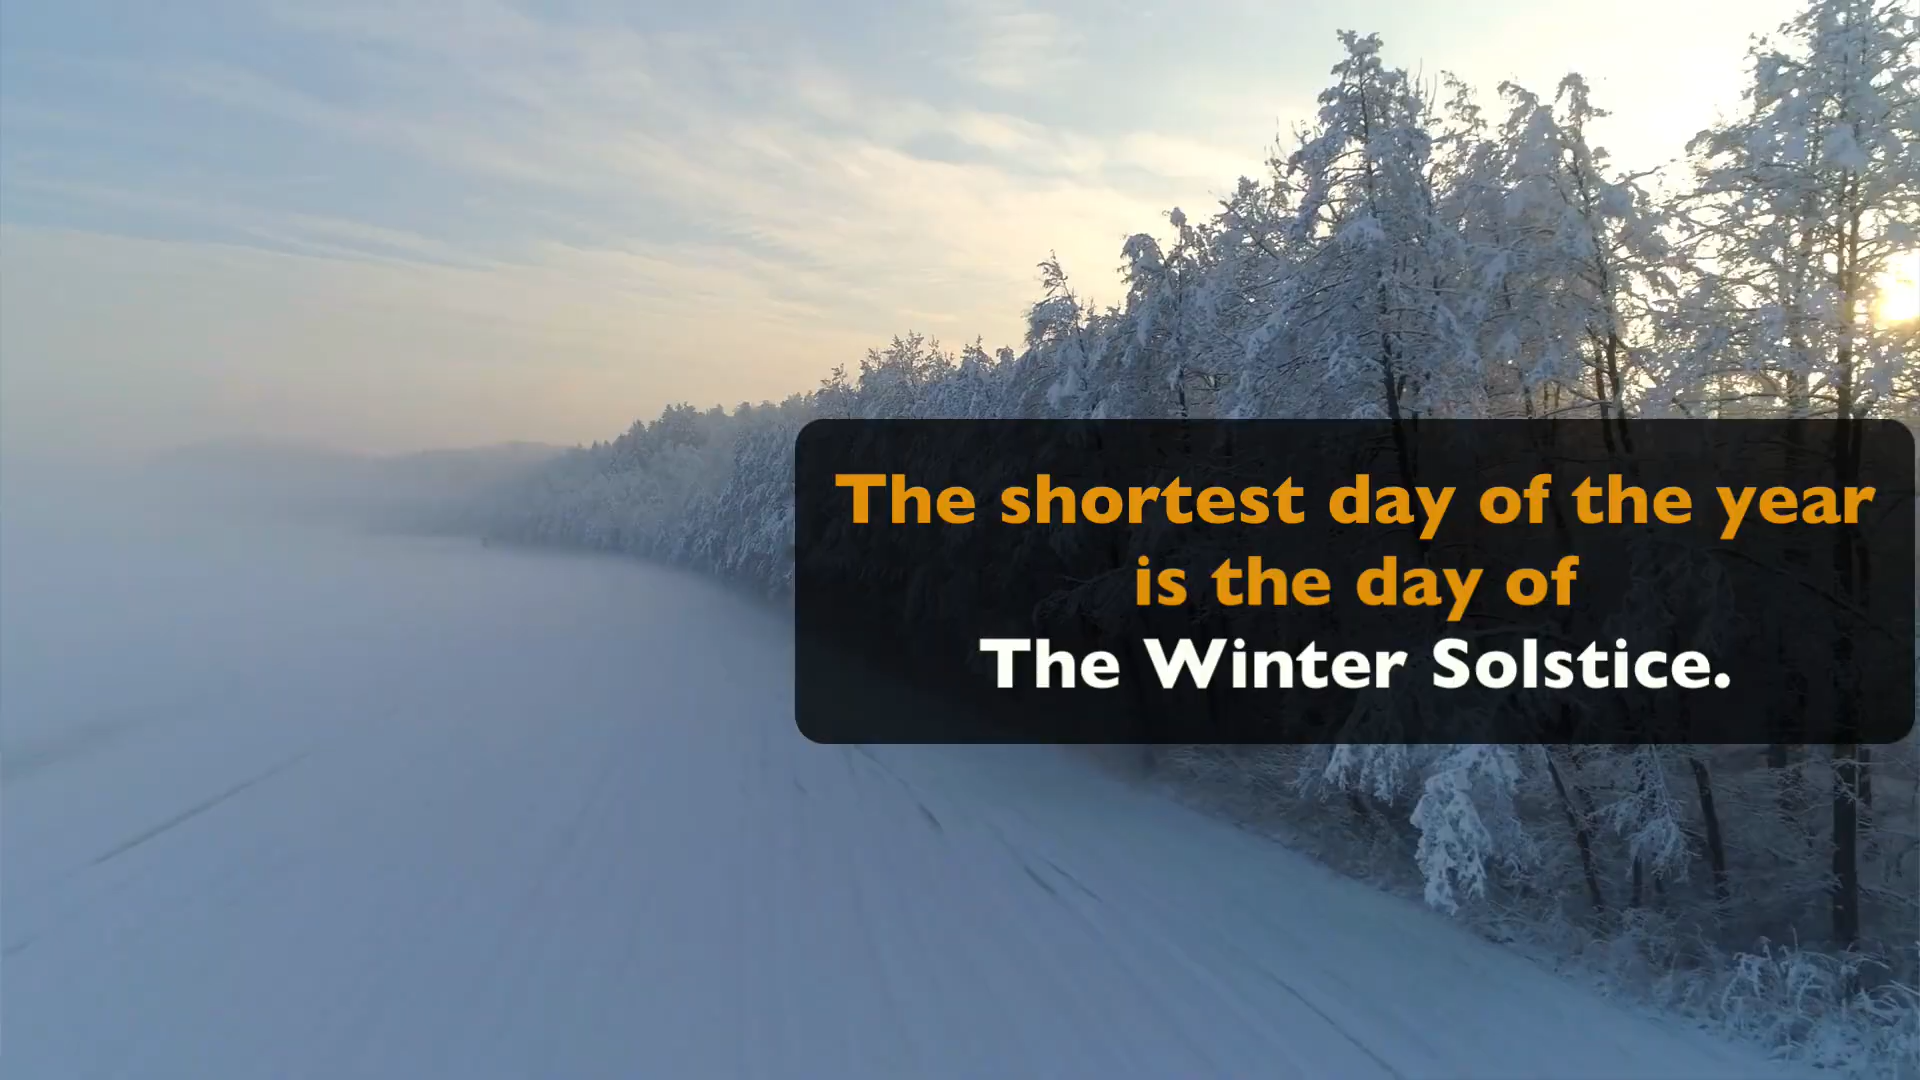 The shortest day of the year
is the day of
The Winter Solstice.